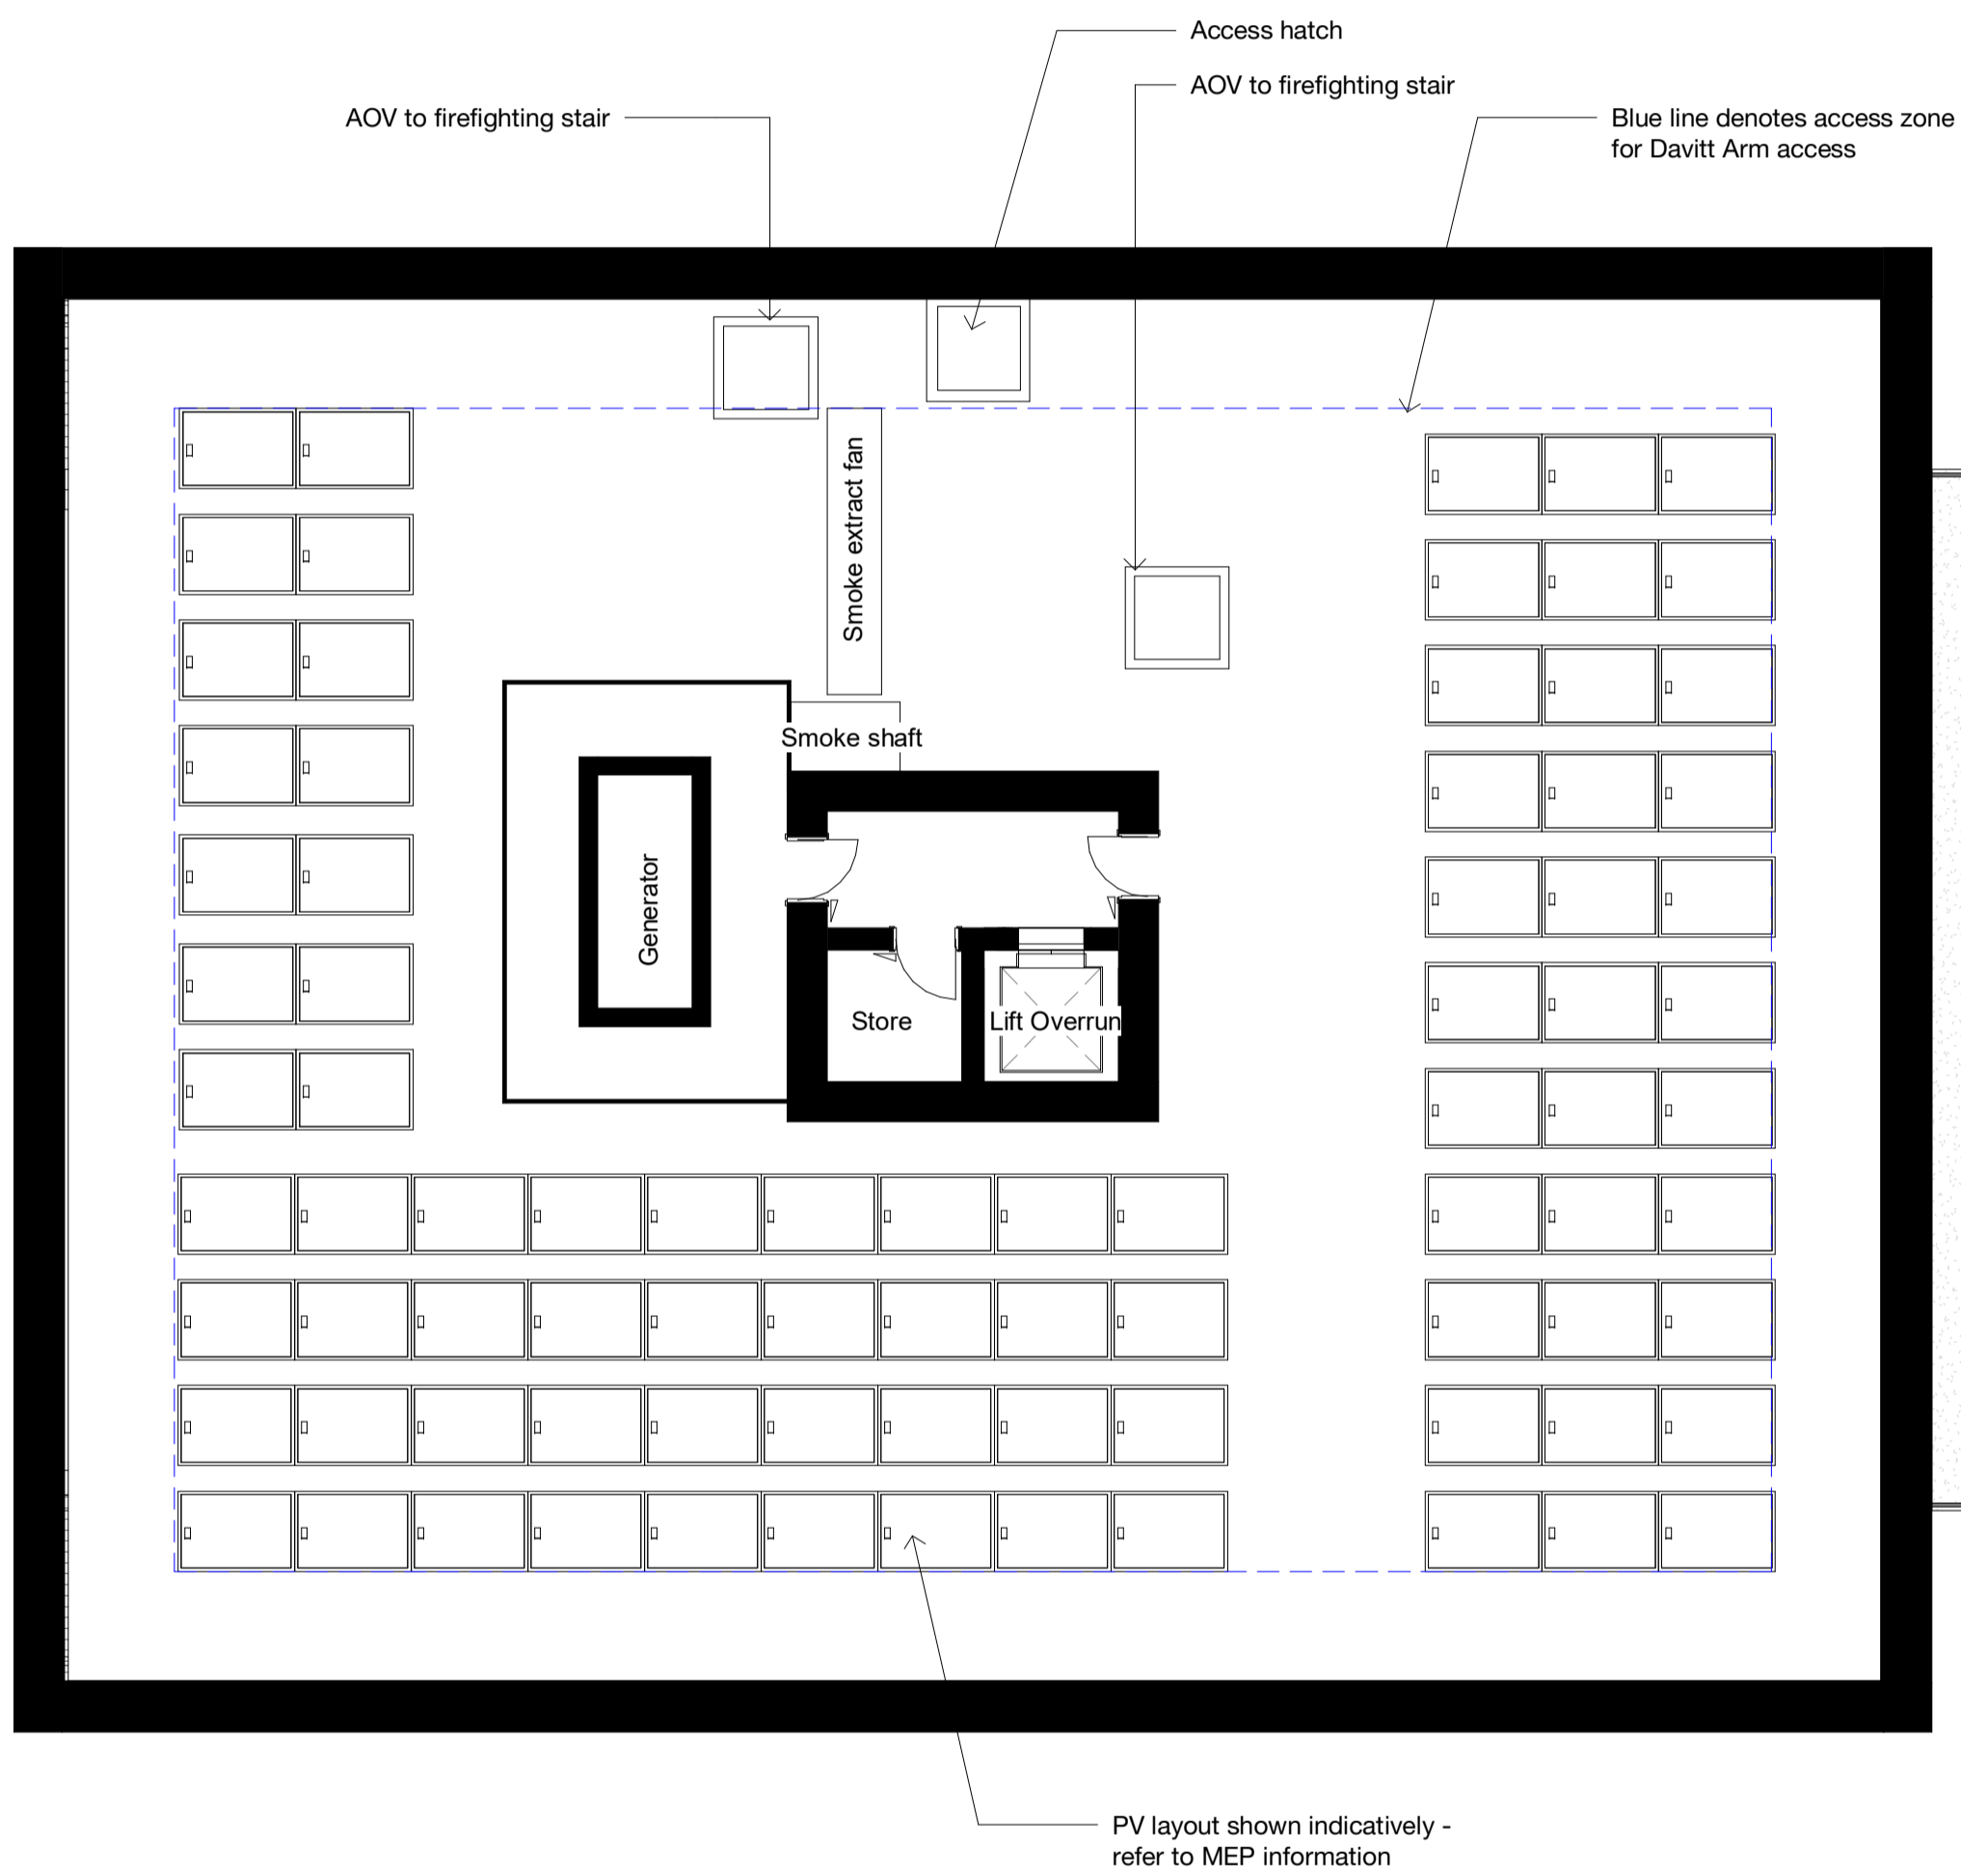 Access hatch
AOV to firefighting stair
AOV to firefighting stair
Blue line denotes access zone
for Davitt Arm access
Smoke extract fan
Smoke shaft
Generator
Store
Lift Overrun
PV layout shown indicatively -
refer to MEP information